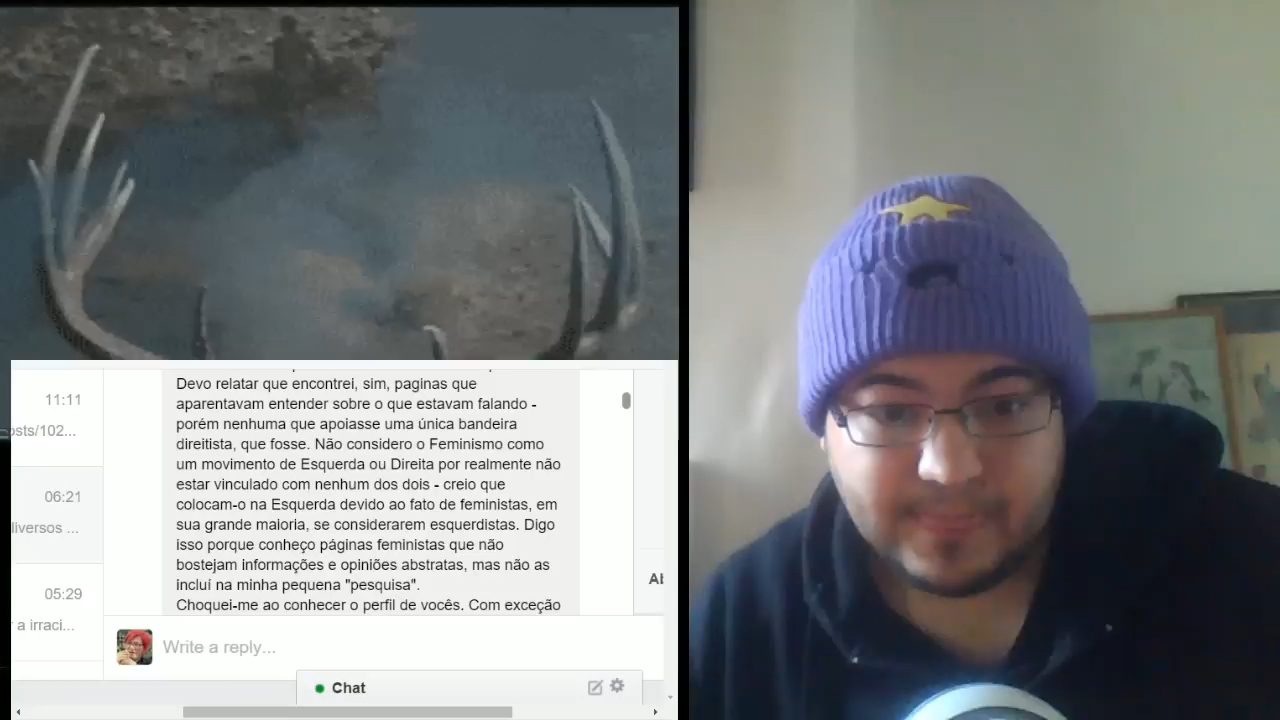 11:11
osts/102...
06:21
liversos ...
05:29
r a irraci...
Devo relatar que encontrei, sim, paginas que
aparentavam entender sobre o que estavam falando -
porém nenhuma que apoiasse uma única bandeira
direitista, que fosse. Não considero o Feminismo como
um movimento de Esquerda ou Direita por realmente não
estar vinculado com nenhum dos dois - creio que
colocam-o na Esquerda devido ao fato de feministas, em
sua grande maioria, se considerarem esquerdistas. Digo
isso porque conheço páginas feministas que não
bostejam informações e opiniões abstratas, mas não as
incluí na minha pequena "pesquisa".
Choquei-me ao conhecer o perfil de vocês. Com exceção
Write a reply...
Chat